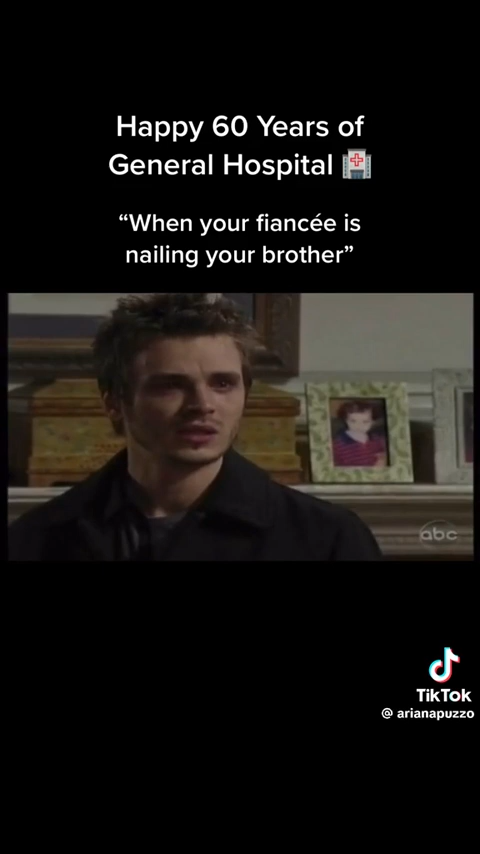 Happy 60 Years of
General Hospital 🏥
“When your fiancée is
nailing your brother”
abc
TikTok
@ arianapuzzo